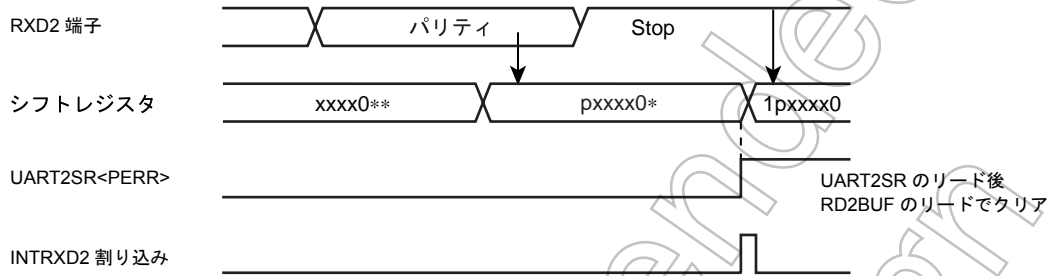 RXD2 端子 パリティ Stop
シフトレジスタ xxxx0** pxxxx0* 1pxxxx0
UART2SR<PERR>
UART2SR のリード後
RD2BUF のリードでクリア
INTRXD2 割り込み